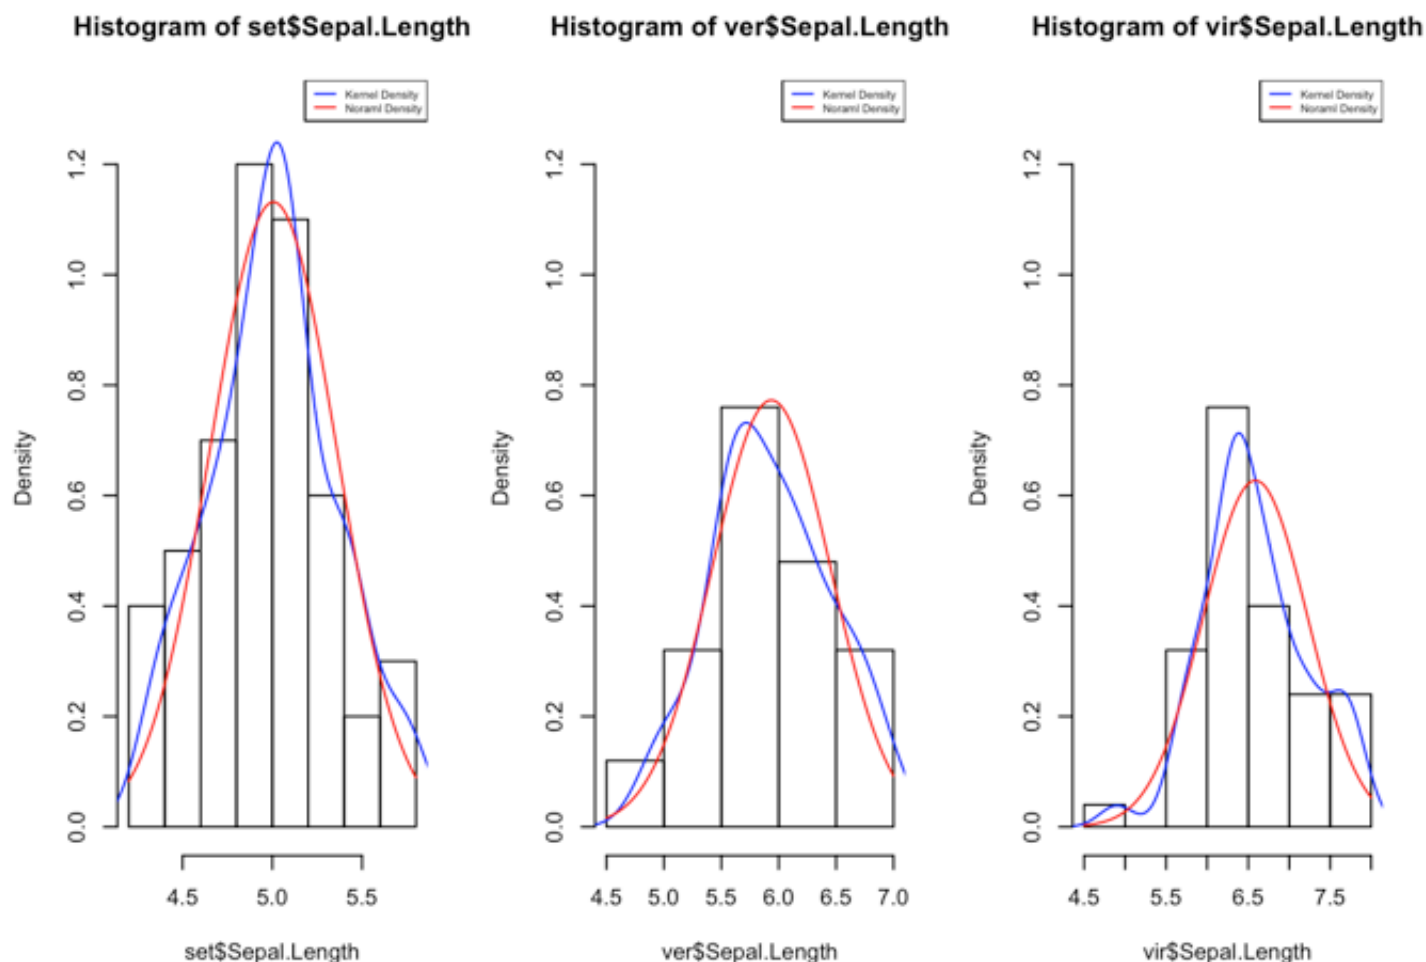 Histogram of set$Sepal.Length
Kernel Density
Noraml Density
Density
0.0 0.2 0.4 0.6 0.8 1.0 1.2
4.5 5.0 5.5
set$Sepal.Length
Histogram of ver$Sepal.Length
Kernel Density
Noraml Density
Density
0.0 0.2 0.4 0.6 0.8 1.0 1.2
4.5 5.0 5.5 6.0 6.5 7.0
ver$Sepal.Length
Histogram of vir$Sepal.Length
Kernel Density
Noraml Density
Density
0.0 0.2 0.4 0.6 0.8 1.0 1.2
4.5 5.5 6.5 7.5
vir$Sepal.Length